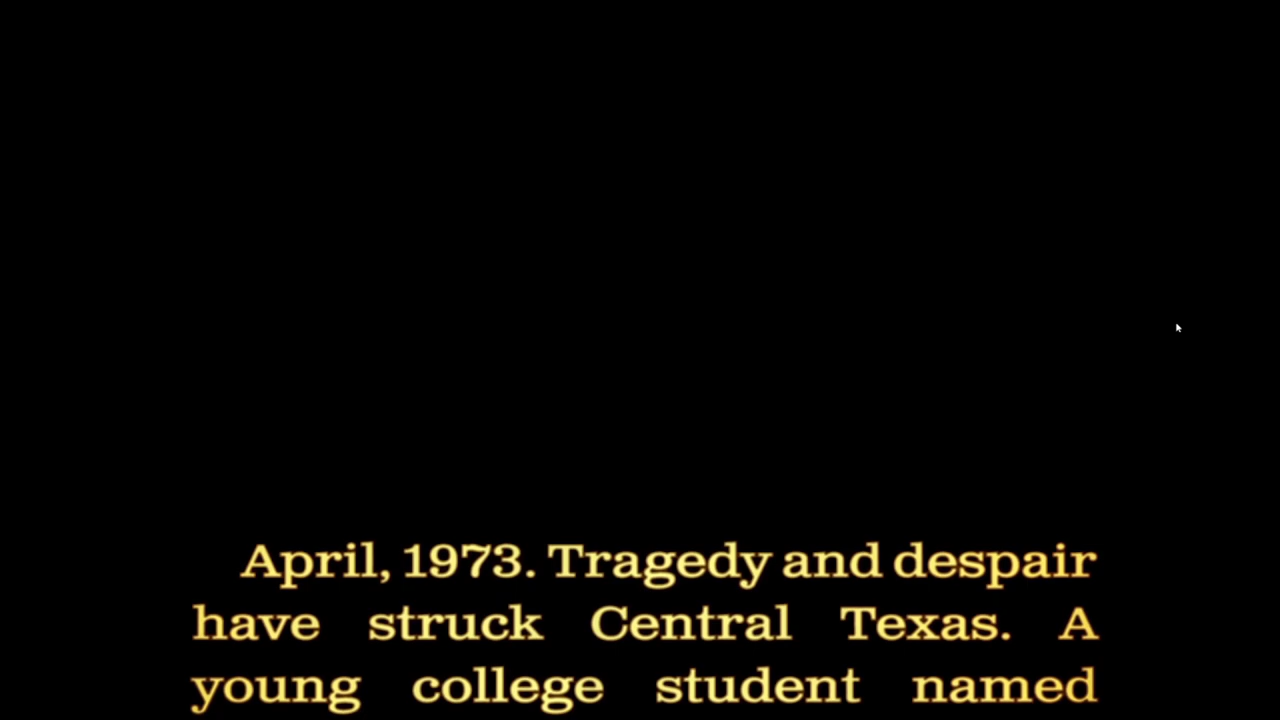 April, 1973. Tragedy and despair
have struck Central Texas. A
young college student named